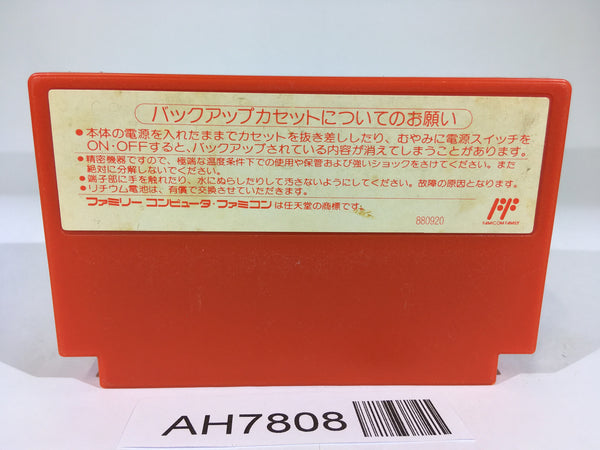 バックアップカセットについてのお願い
●本体の電源を入れたままでカセットを抜き差ししたり、むやみに電源スイッチを
ON・OFFすると、バックアップされている内容が消えてしまうことがあります。
●精密機器ですので、極端な温度条件下での使用や保管および強いショックをさけてください。また
絶対に分解しないでください。
●端子部に手を触れたり、水にぬらしたりして汚さないようにしてください。故障の原因となります。
●リチウム電池は、有償で交換させていただきます。
ファミリー コンピュータ・ファミコンは任天堂の商標です。
880920
FAMICOM FAMILY
AH7808